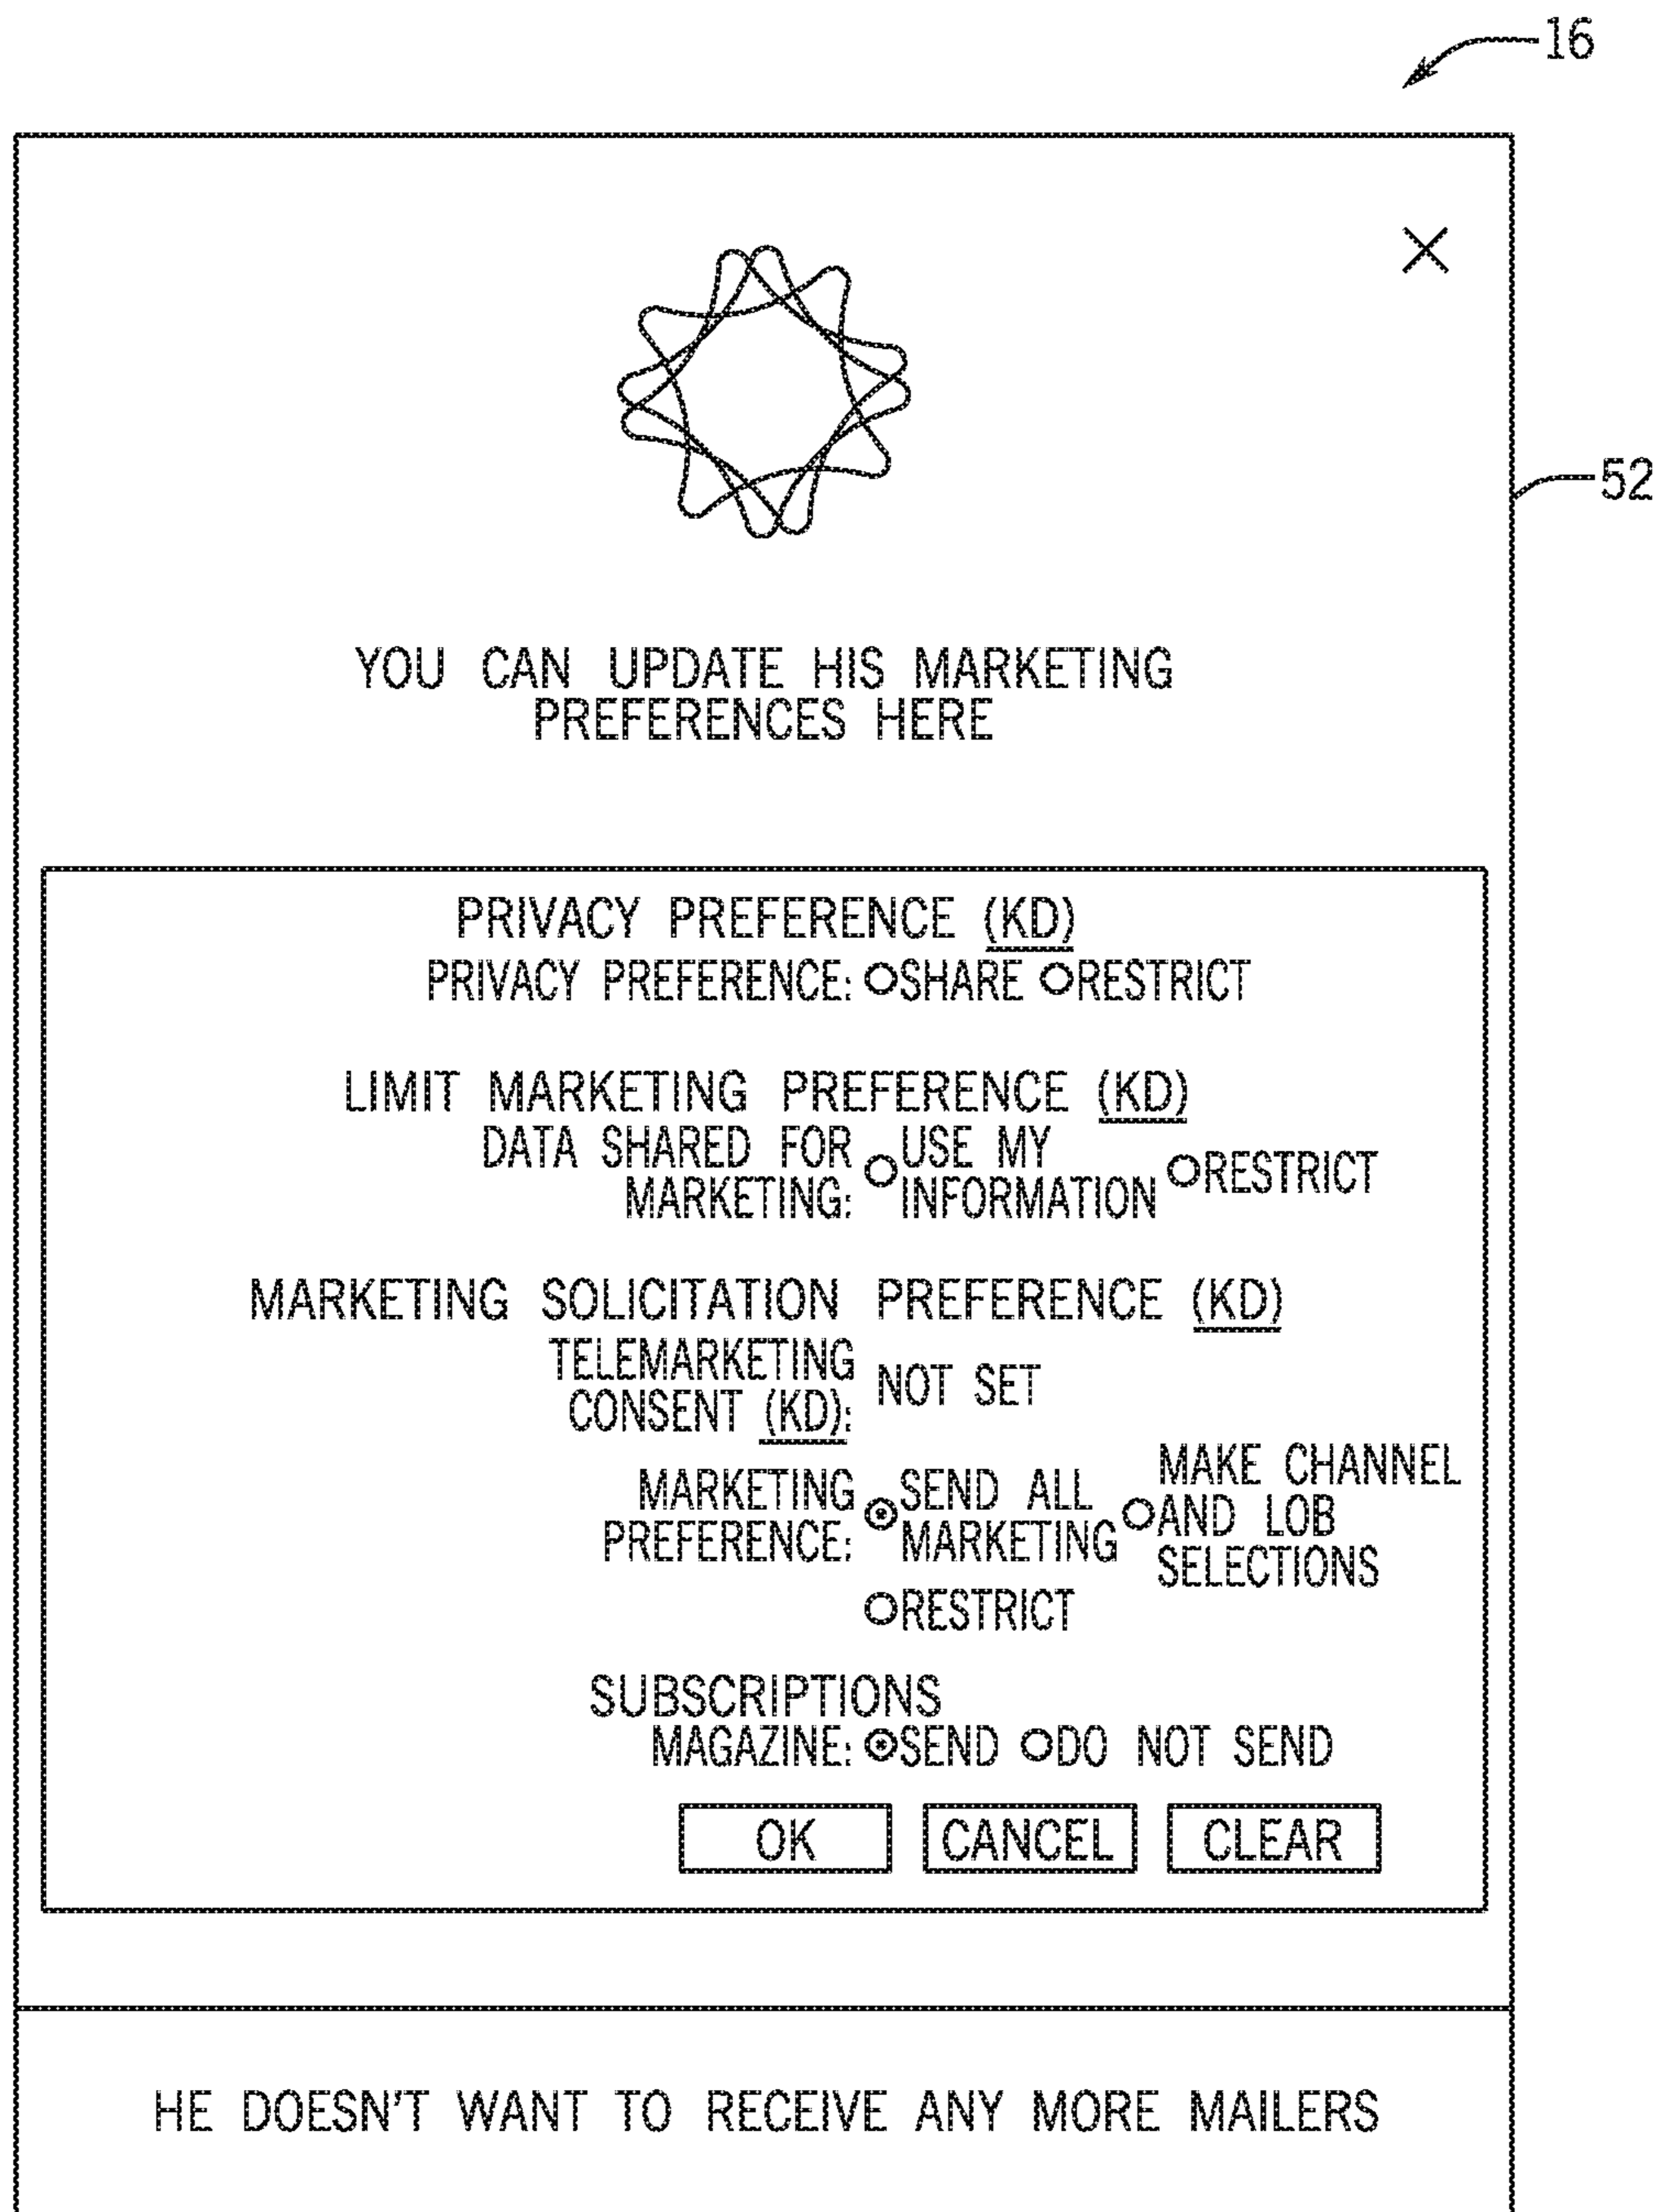 16
52
YOU CAN UPDATE HIS MARKETING
PREFERENCES HERE
PRIVACY PREFERENCE (KD)
PRIVACY PREFERENCE: SHARE RESTRICT
LIMIT MARKETING PREFERENCE (KD)
DATA SHARED FOR
MARKETING:
USE MY
INFORMATION
RESTRICT
MARKETING SOLICITATION PREFERENCE (KD)
TELEMARKETING
CONSENT (KD):
NOT SET
MARKETING
PREFERENCE:
SEND ALL
MARKETING
MAKE CHANNEL
AND LOB
SELECTIONS
RESTRICT
SUBSCRIPTIONS
MAGAZINE: SEND DO NOT SEND
OK CANCEL CLEAR
HE DOESN'T WANT TO RECEIVE ANY MORE MAILERS